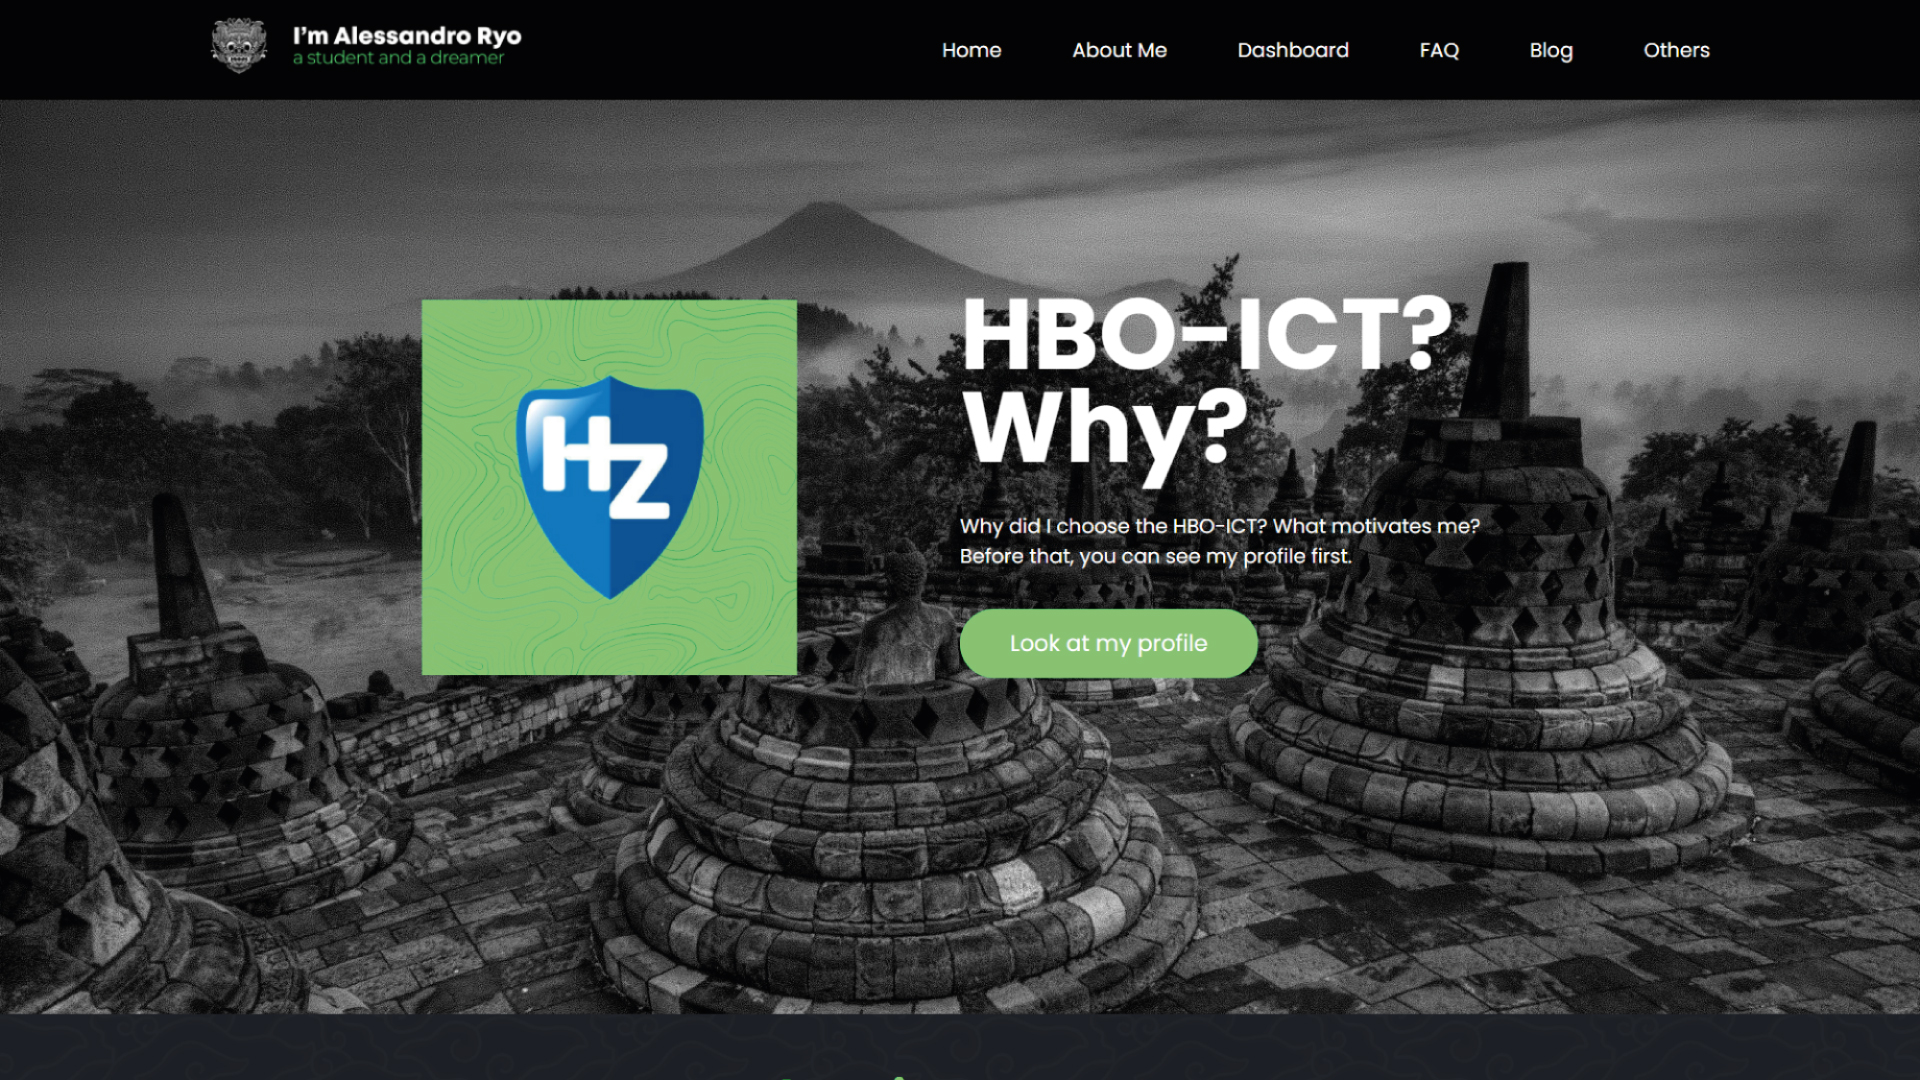 I'm Alessandro Ryo
a student and a dreamer
Home
About Me
Dashboard
FAQ
Blog
Others
HZ
HBO-ICT?
Why?
Why did I choose the HBO-ICT? What motivates me?
Before that, you can see my profile first.
Look at my profile